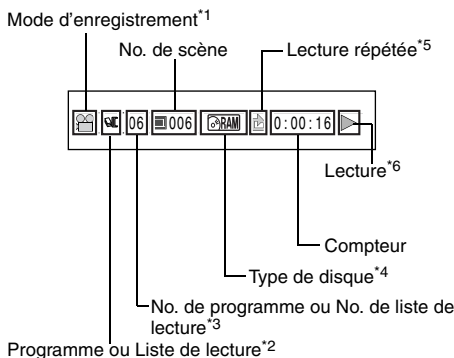 Mode d'enregistrement*1
No. de scène
Lecture répétée*5
06 006 RAM 0:00:16
Lecture*6
Compteur
Type de disque*4
No. de programme ou No. de liste de
lecture*3
Programme ou Liste de lecture*2